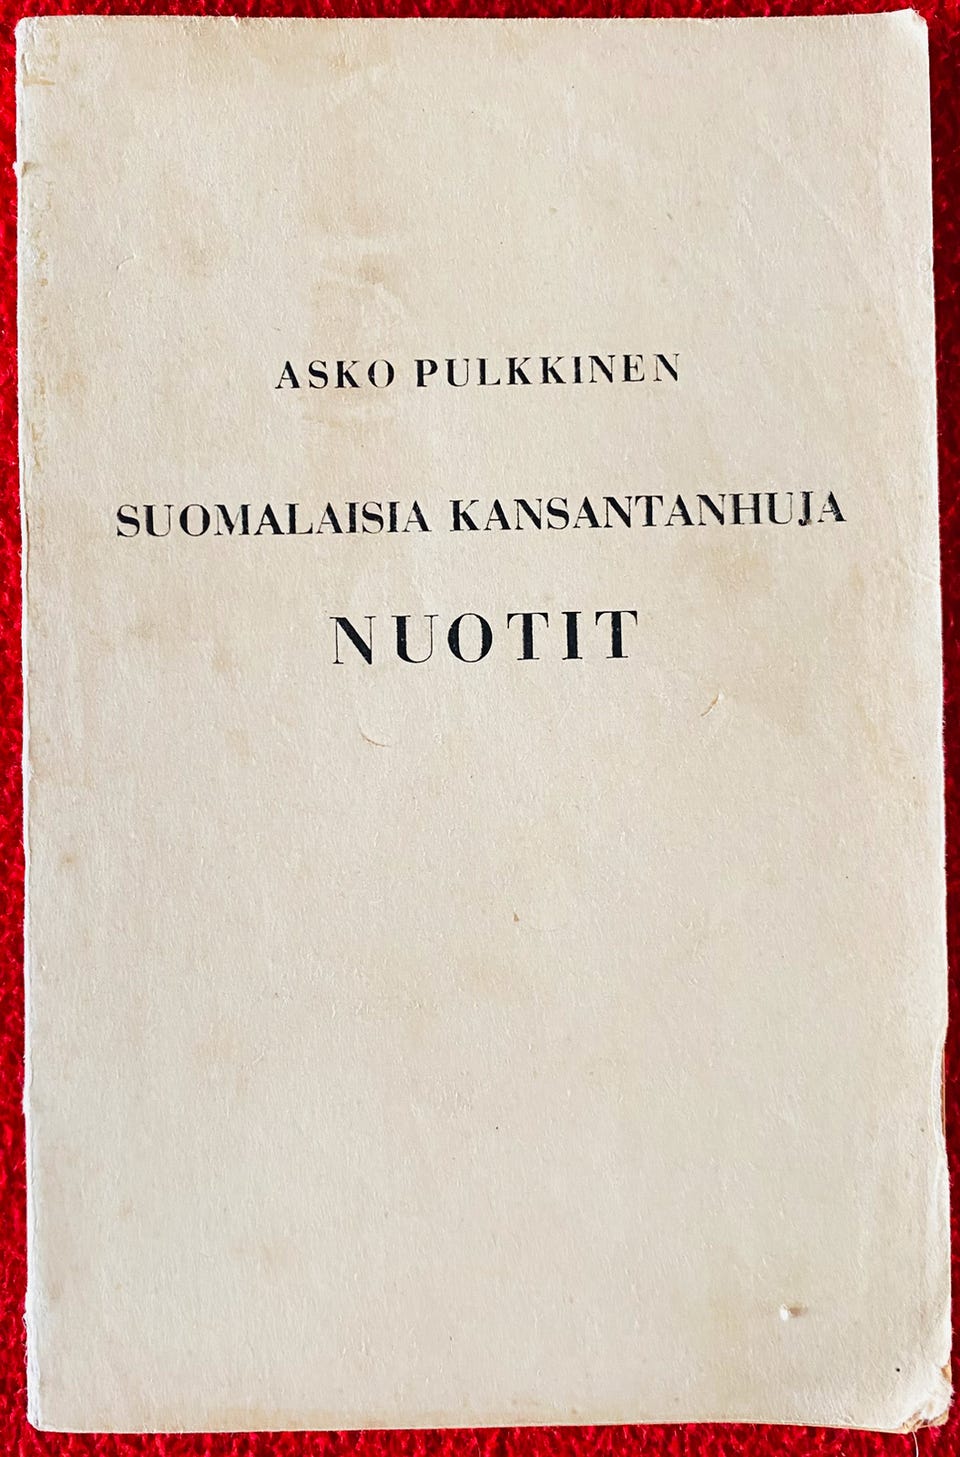 ASKO PULKKINEN
SUOMALAISIA KANSANTANHUJA
NUOTIT